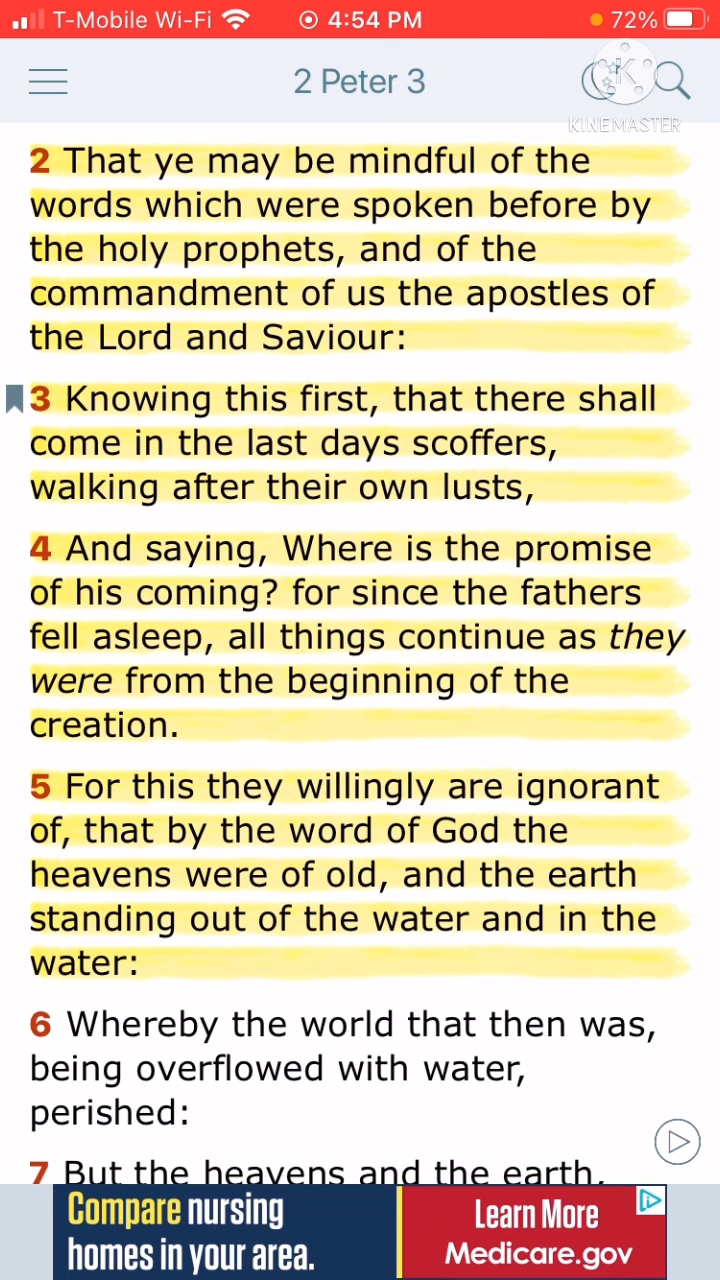 T-Mobile Wi-Fi 4:54 PM 72%
2 Peter 3
K
KINEMASTER
2 That ye may be mindful of the
words which were spoken before by
the holy prophets, and of the
commandment of us the apostles of
the Lord and Saviour:
3 Knowing this first, that there shall
come in the last days scoffers,
walking after their own lusts,
4 And saying, Where is the promise
of his coming? for since the fathers
fell asleep, all things continue as they
were from the beginning of the
creation.
5 For this they willingly are ignorant
of, that by the word of God the
heavens were of old, and the earth
standing out of the water and in the
water:
6 Whereby the world that then was,
being overflowed with water,
perished:
7 But the heavens and the earth,
Compare nursing
homes in your area.
Learn More
Medicare.gov